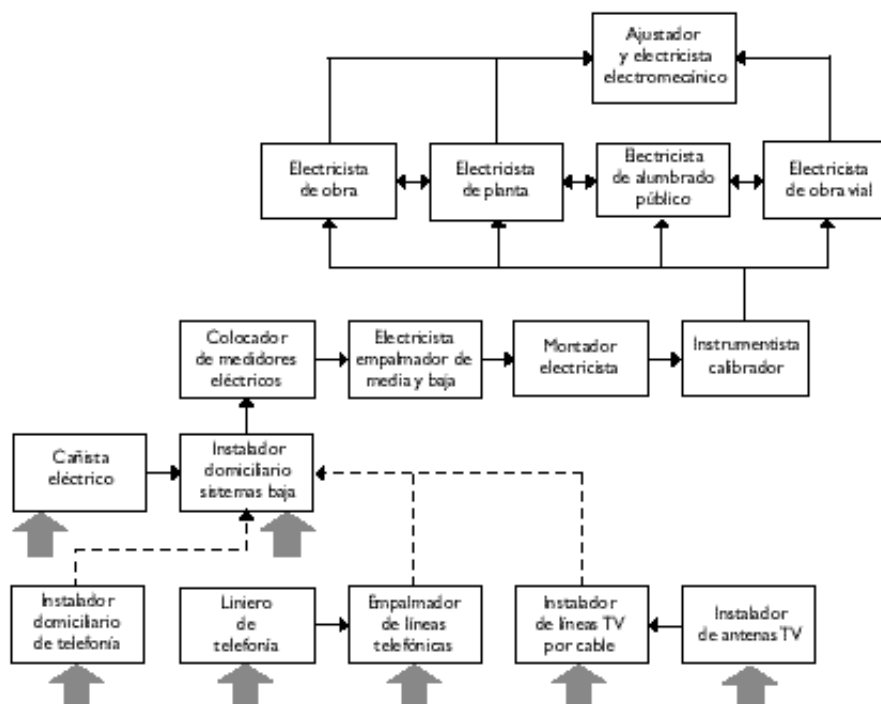 Ajustador
y electricista
electromecánico
Electricista
de obra
Electricista
de planta
Electricista
de alumbrado
público
Electricista
de obra vial
Colocador
de medidores
eléctricos
Electricista
empalmador de
media y baja
Montador
electricista
Instrumentista
calibrador
Cañista
eléctrico
Instalador
domiciliario
sistemas baja
Instalador
domiciliario
de telefonía
Liniero
de
telefonía
Empalmador
de líneas
telefónicas
Instalador
de líneas TV
por cable
Instalador
de antenas TV